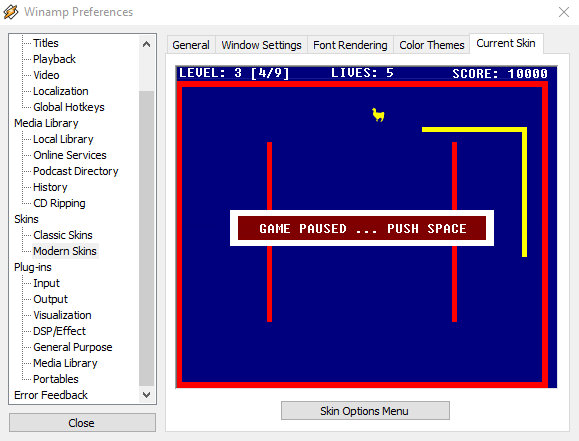 Winamp Preferences
Titles
Playback
Video
Localization
Global Hotkeys
Media Library
Local Library
Online Services
Podcast Directory
History
CD Ripping
Skins
Classic Skins
Modern Skins
Plug-ins
Input
Output
Visualization
DSP/Effect
General Purpose
Media Library
Portables
Error Feedback
Close
General Window Settings Font Rendering Color Themes Current Skin
LEVEL: 3 [4/9] LIVES: 5 SCORE: 10000
GAME PAUSED ... PUSH SPACE
Skin Options Menu